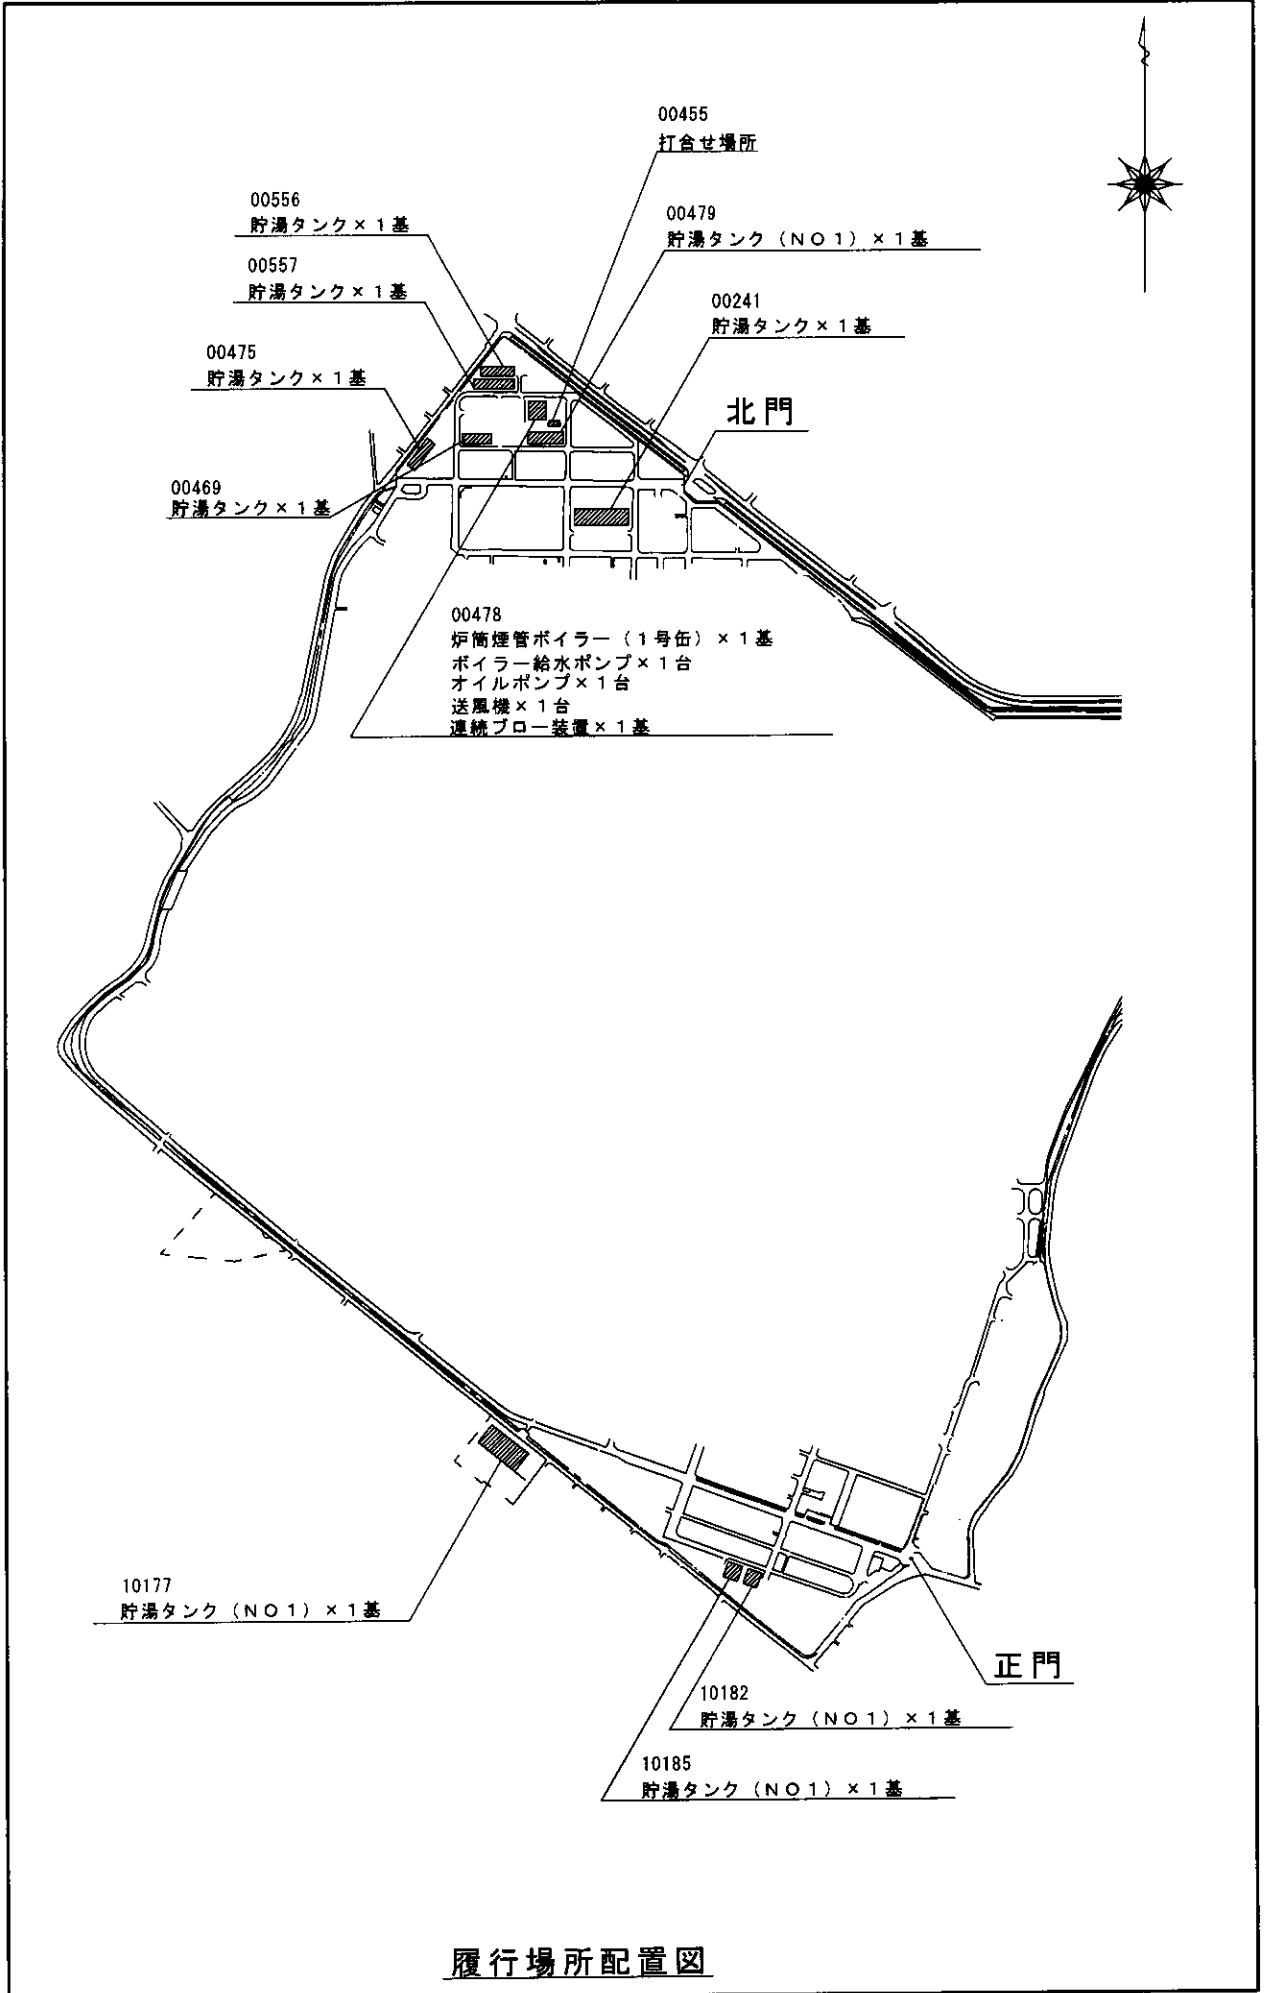 00455
打合せ場所
00556
貯湯タンク×１基
00479
貯湯タンク（ＮＯ１）×１基
00557
貯湯タンク×１基
00241
貯湯タンク×１基
00475
貯湯タンク×１基
北門
00469
貯湯タンク×１基
00478
炉筒煙管ボイラー（１号缶）×１基
ボイラー給水ポンプ×１台
オイルポンプ×１台
送風機×１台
連続ブロー装置×１基
10177
貯湯タンク（ＮＯ１）×１基
正門
10182
貯湯タンク（ＮＯ１）×１基
10185
貯湯タンク（ＮＯ１）×１基
履行場所配置図